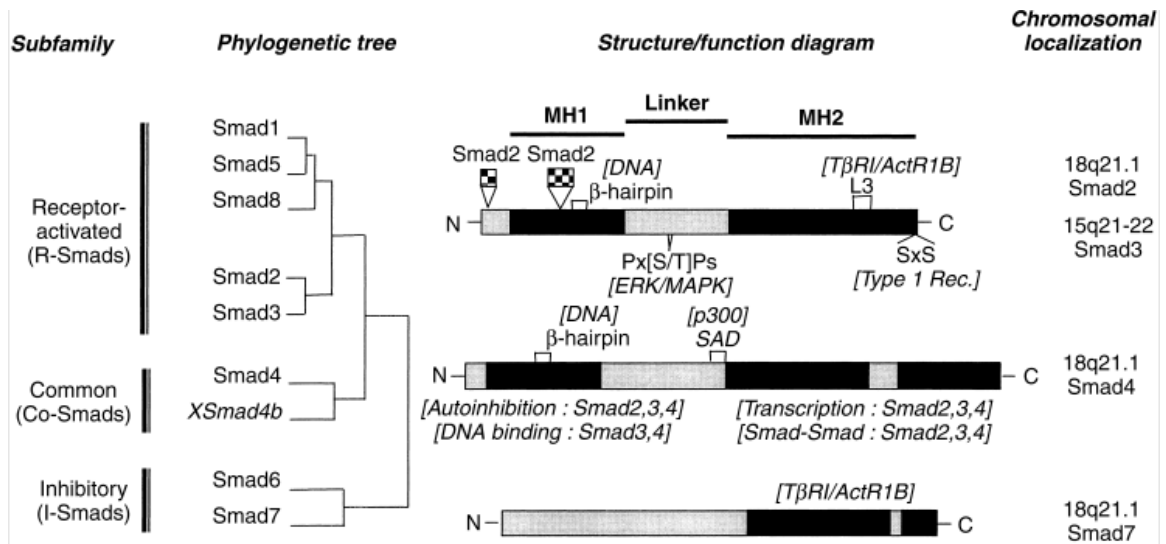 Subfamily
Phylogenetic tree
Structure/function diagram
Chromosomal
localization
Receptor-
activated
(R-Smads)
Smad1
Smad5
Smad8
Smad2
Smad3
MH1
Linker
MH2
Smad2
Smad2
[DNA]
β-hairpin
[TβRI/ActR1B]
L3
N
C
Px[S/T]Ps
[ERK/MAPK]
SxS
[Type 1 Rec.]
18q21.1
Smad2
15q21-22
Smad3
Common
(Co-Smads)
Smad4
XSmad4b
[DNA]
β-hairpin
[p300]
SAD
N
C
[Autoinhibition : Smad2,3,4]
[DNA binding : Smad3,4]
[Transcription : Smad2,3,4]
[Smad-Smad : Smad2,3,4]
18q21.1
Smad4
Inhibitory
(I-Smads)
Smad6
Smad7
[TβRI/ActR1B]
N
C
18q21.1
Smad7